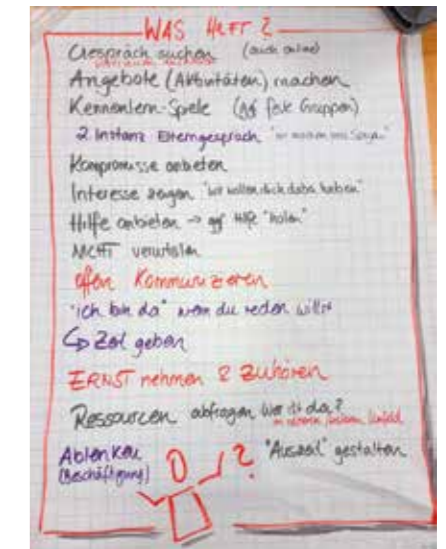 WAS HILFT?
Gespräch suchen (auch online)
Angebote (Aktivitäten) machen
Kennenlern-Spiele (ggf feste Gruppen)
2. Instanz Elterngespräch "wir machen uns Sorgen"
Kompromisse anbieten
Interesse zeigen "wir wollen dich dabei haben"
Hilfe anbieten → ggf Hilfe "holen"
NICHT verurteilen
offen Kommunizieren
"ich bin da" wenn du reden willst
↳ Zeit geben
ERNST nehmen & Zuhören
Ressourcen abfragen Wer ist da?
Umfeld
Ablenken
(Beschäftigung)
?
"Auszeit" gestalten